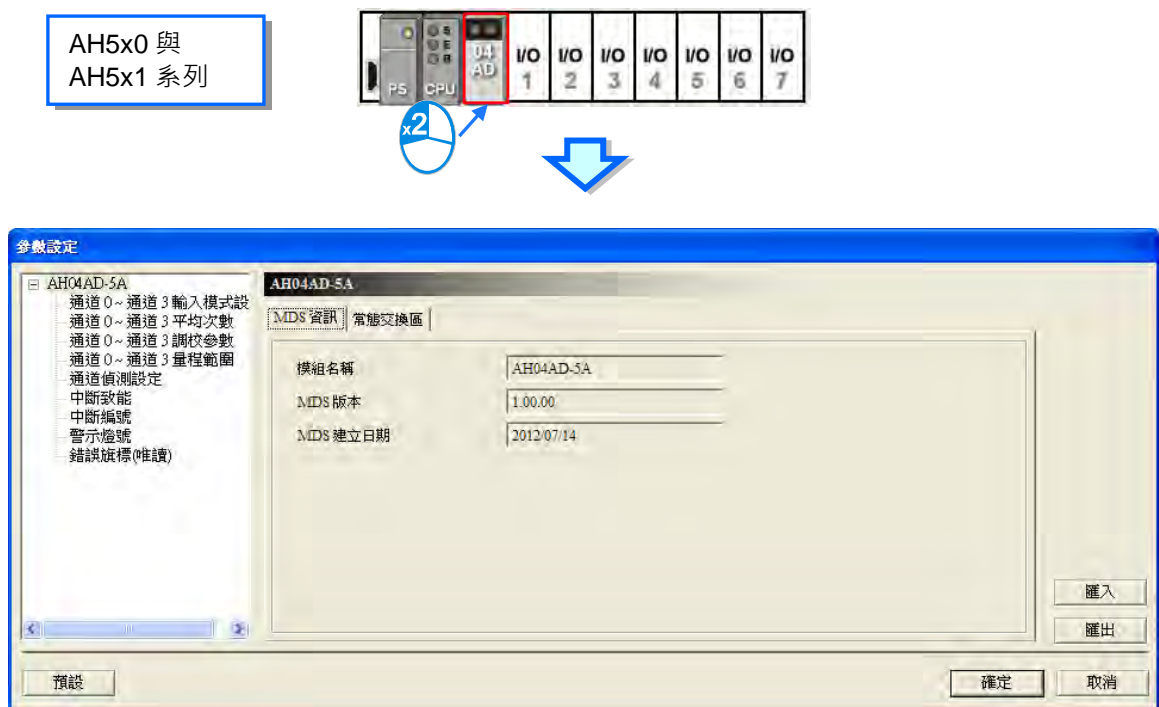 AH5x0 與
AH5x1 系列
PS CPU 04 AD I/O 1 I/O 2 I/O 3 I/O 4 I/O 5 I/O 6 I/O 7
x2
參數設定
AH04AD-5A
通道 0 ~ 通道 3 輸入模式設
通道 0 ~ 通道 3 平均次數
通道 0 ~ 通道 3 調校參數
通道 0 ~ 通道 3 量程範圍
通道偵測設定
中斷致能
中斷編號
警示燈號
錯誤旗標(唯讀)
AH04AD-5A
MDS 資訊 常態交換區
模組名稱 AH04AD-5A
MDS 版本 1.00.00
MDS 建立日期 2012/07/14
匯入
匯出
預設 確定 取消